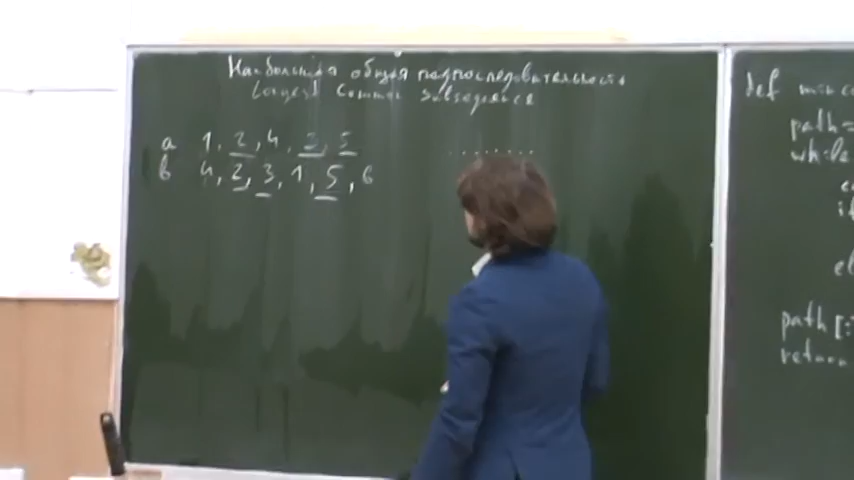 Наибольшая общая подпоследовательность
Longest Common Subsequence
a 1, 2, 4, 3, 5
b 4, 2, 3, 1, 5, 6
def
path=
while
path[:
return